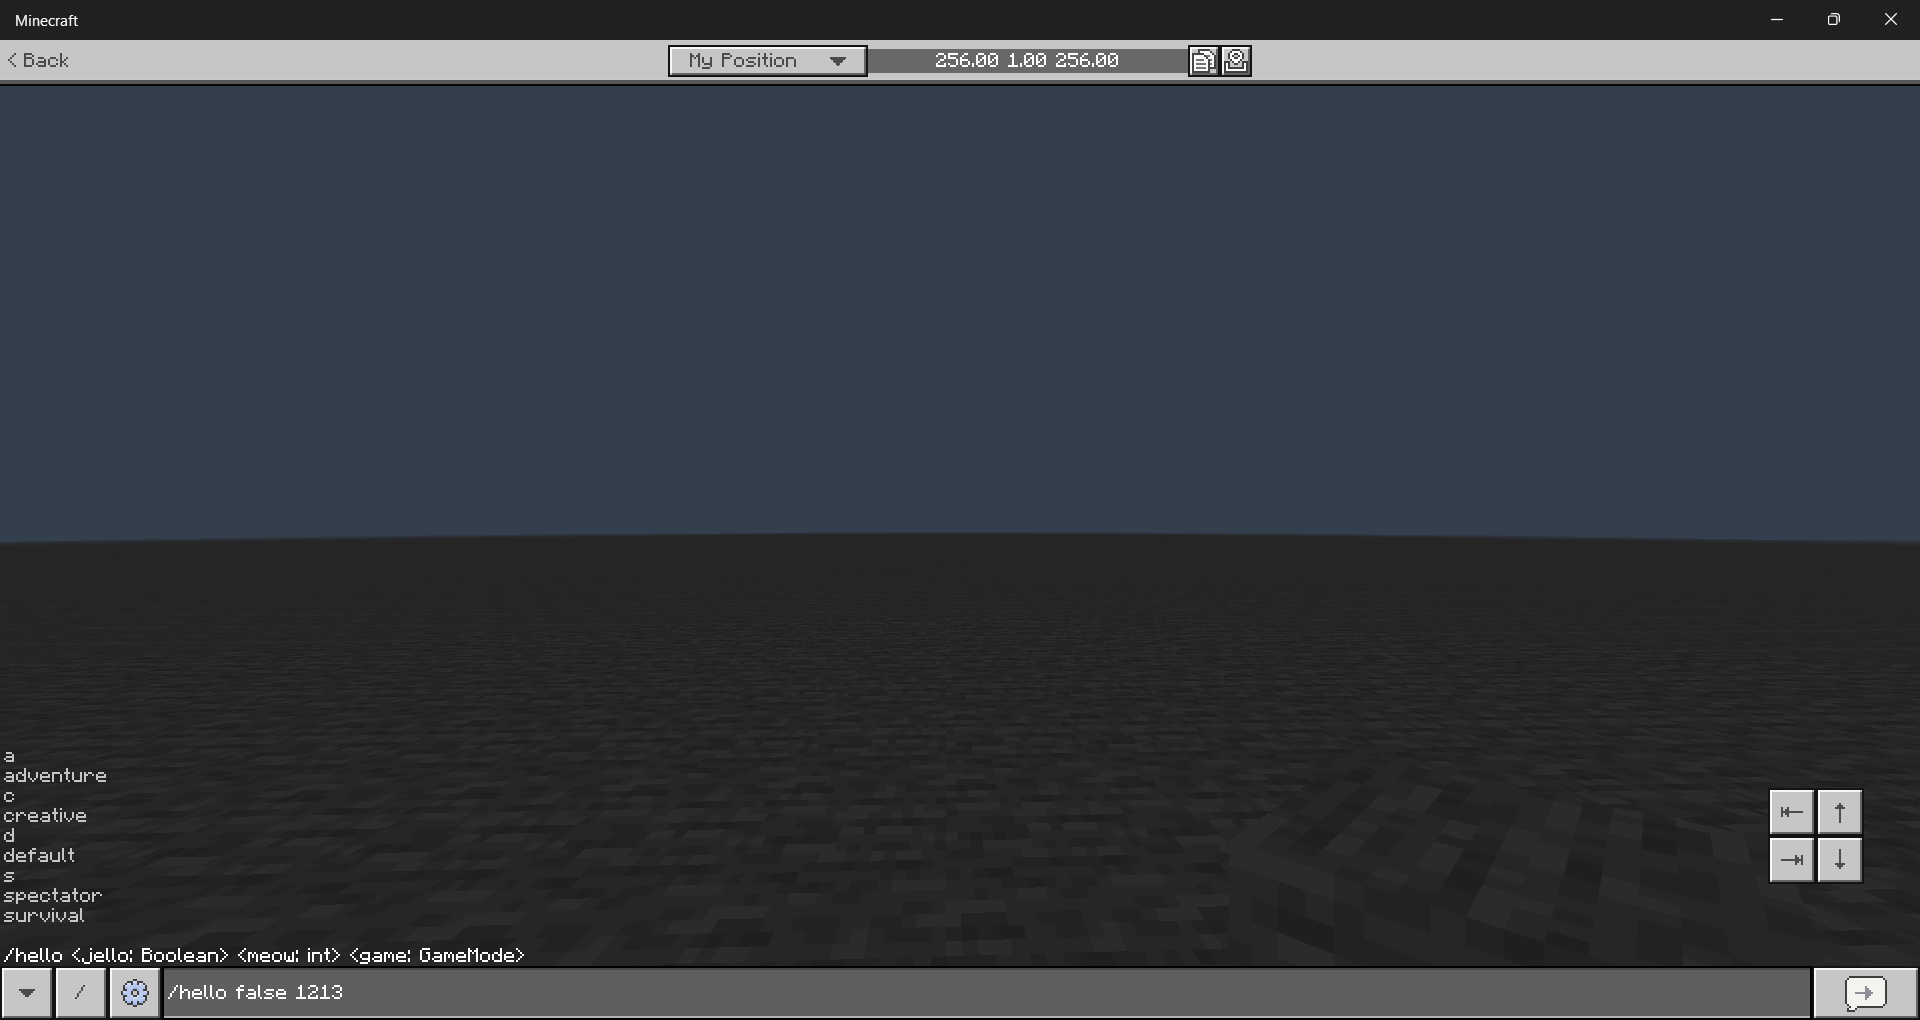 Minecraft
< Back
My Position
256.00 1.00 256.00
a
adventure
c
creative
d
default
s
spectator
survival
/hello <jello: Boolean> <meow: int> <game: GameMode>
/
/hello false 1213